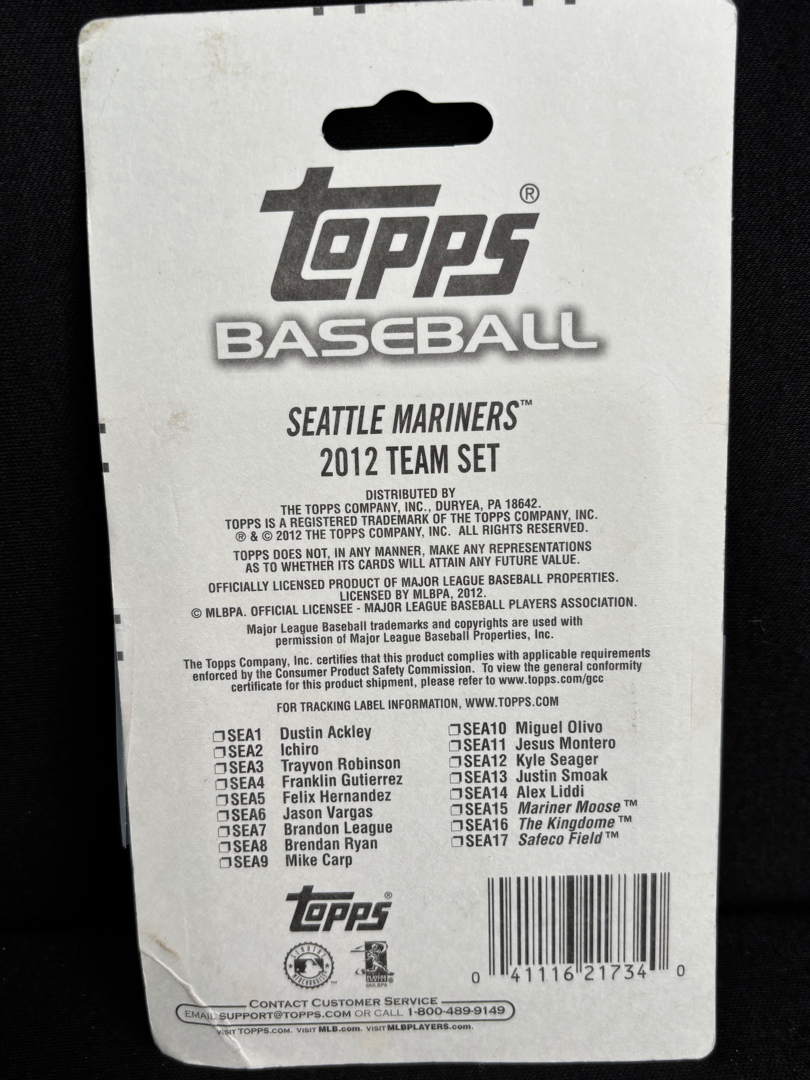 Topps®
BASEBALL
SEATTLE MARINERS™
2012 TEAM SET
DISTRIBUTED BY
THE TOPPS COMPANY, INC., DURYEA, PA 18642.
TOPPS IS A REGISTERED TRADEMARK OF THE TOPPS COMPANY, INC.
® & © 2012 THE TOPPS COMPANY, INC. ALL RIGHTS RESERVED.
TOPPS DOES NOT, IN ANY MANNER, MAKE ANY REPRESENTATIONS
AS TO WHETHER ITS CARDS WILL ATTAIN ANY FUTURE VALUE.
OFFICIALLY LICENSED PRODUCT OF MAJOR LEAGUE BASEBALL PROPERTIES.
LICENSED BY MLBPA, 2012.
© MLBPA. OFFICIAL LICENSEE - MAJOR LEAGUE BASEBALL PLAYERS ASSOCIATION.
Major League Baseball trademarks and copyrights are used with
permission of Major League Baseball Properties, Inc.
The Topps Company, Inc. certifies that this product complies with applicable requirements
enforced by the Consumer Product Safety Commission. To view the general conformity
certificate for this product shipment, please refer to www.topps.com/gcc
FOR TRACKING LABEL INFORMATION, WWW.TOPPS.COM
SEA1 Dustin Ackley
SEA2 Ichiro
SEA3 Trayvon Robinson
SEA4 Franklin Gutierrez
SEA5 Felix Hernandez
SEA6 Jason Vargas
SEA7 Brandon League
SEA8 Brendan Ryan
SEA9 Mike Carp
SEA10 Miguel Olivo
SEA11 Jesus Montero
SEA12 Kyle Seager
SEA13 Justin Smoak
SEA14 Alex Liddi
SEA15 Mariner Moose™
SEA16 The Kingdome™
SEA17 Safeco Field™
Topps®
GENUINE MERCHANDISE
0 41116 21734 0
CONTACT CUSTOMER SERVICE
EMAIL SUPPORT@TOPPS.COM OR CALL 1-800-489-9149
VISIT TOPPS.COM. VISIT MLB.com. VISIT MLBPLAYERS.com.